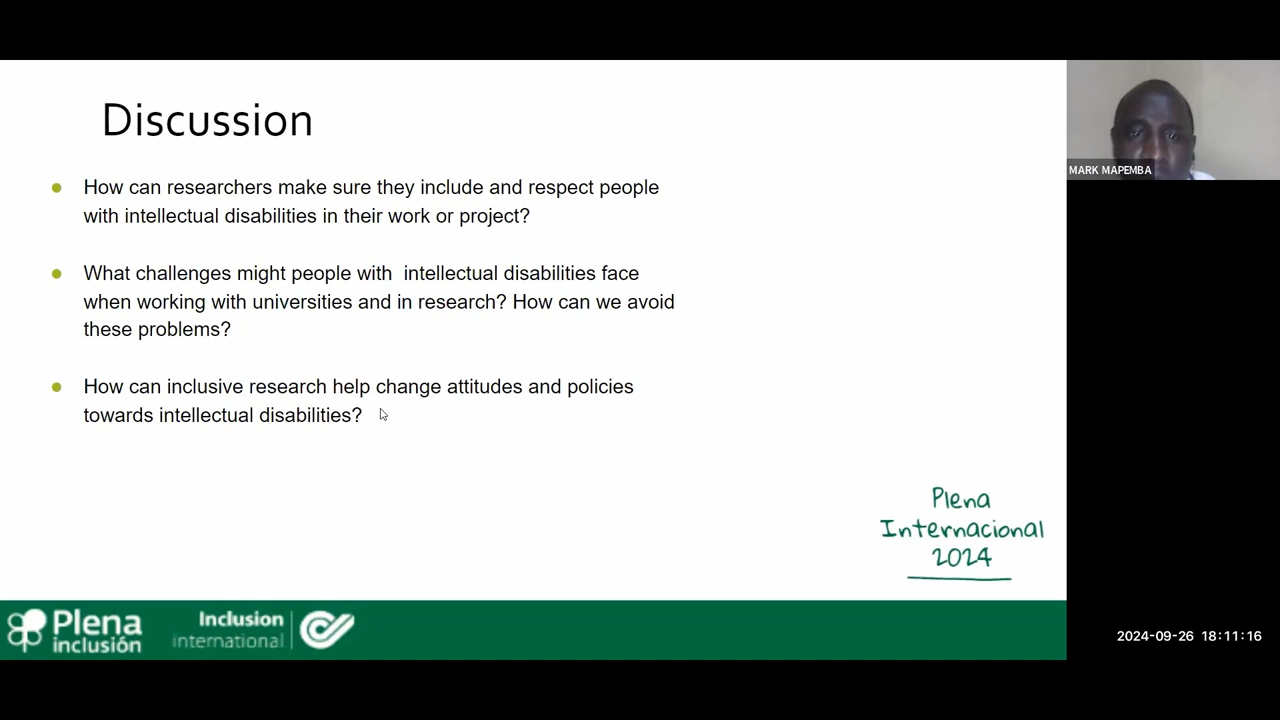 Discussion
How can researchers make sure they include and respect people
with intellectual disabilities in their work or project?
What challenges might people with  intellectual disabilities face
when working with universities and in research? How can we avoid
these problems?
How can inclusive research help change attitudes and policies
towards intellectual disabilities?
Plena
Internacional
2024
Plena
inclusión
Inclusion
international
MARK MAPEMBA
2024-09-26 18:11:16